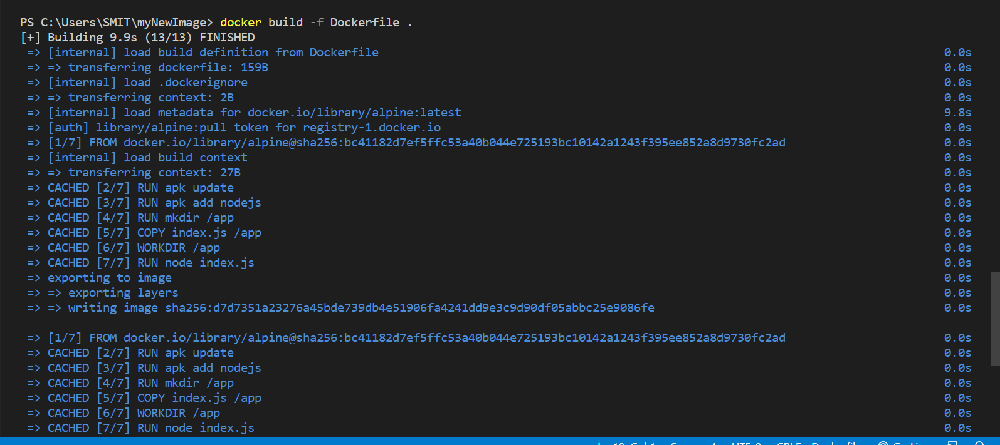 PS C:\Users\SMIT\myNewImage> docker build -f Dockerfile .
[+] Building 9.9s (13/13) FINISHED
=> [internal] load build definition from Dockerfile 0.0s
=> => transferring dockerfile: 159B 0.0s
=> [internal] load .dockerignore 0.0s
=> => transferring context: 2B 0.0s
=> [internal] load metadata for docker.io/library/alpine:latest 9.8s
=> [auth] library/alpine:pull token for registry-1.docker.io 0.0s
=> [1/7] FROM docker.io/library/alpine@sha256:bc41182d7ef5ffc53a40b044e725193bc10142a1243f395ee852a8d9730fc2ad 0.0s
=> [internal] load build context 0.0s
=> => transferring context: 27B 0.0s
=> CACHED [2/7] RUN apk update 0.0s
=> CACHED [3/7] RUN apk add nodejs 0.0s
=> CACHED [4/7] RUN mkdir /app 0.0s
=> CACHED [5/7] COPY index.js /app 0.0s
=> CACHED [6/7] WORKDIR /app 0.0s
=> CACHED [7/7] RUN node index.js 0.0s
=> exporting to image 0.0s
=> => exporting layers 0.0s
=> => writing image sha256:d7d7351a23276a45bde739db4e51906fa4241dd9e3c9d90df05abbc25e9086fe 0.0s
=> [1/7] FROM docker.io/library/alpine@sha256:bc41182d7ef5ffc53a40b044e725193bc10142a1243f395ee852a8d9730fc2ad 0.0s
=> CACHED [2/7] RUN apk update 0.0s
=> CACHED [3/7] RUN apk add nodejs 0.0s
=> CACHED [4/7] RUN mkdir /app 0.0s
=> CACHED [5/7] COPY index.js /app 0.0s
=> CACHED [6/7] WORKDIR /app 0.0s
=> CACHED [7/7] RUN node index.js 0.0s